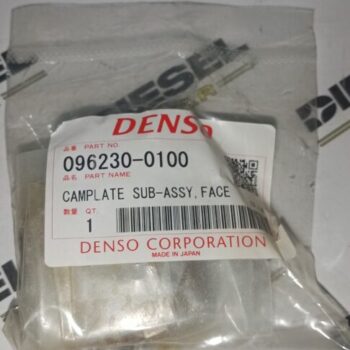 DIESEL
DENSO
品番 PART NO.
096230-0100
品名 PART NAME
CAMPLATE SUB-ASSY,FACE
数量 Q'T.
1
DENSO CORPORATION
MADE IN JAPAN